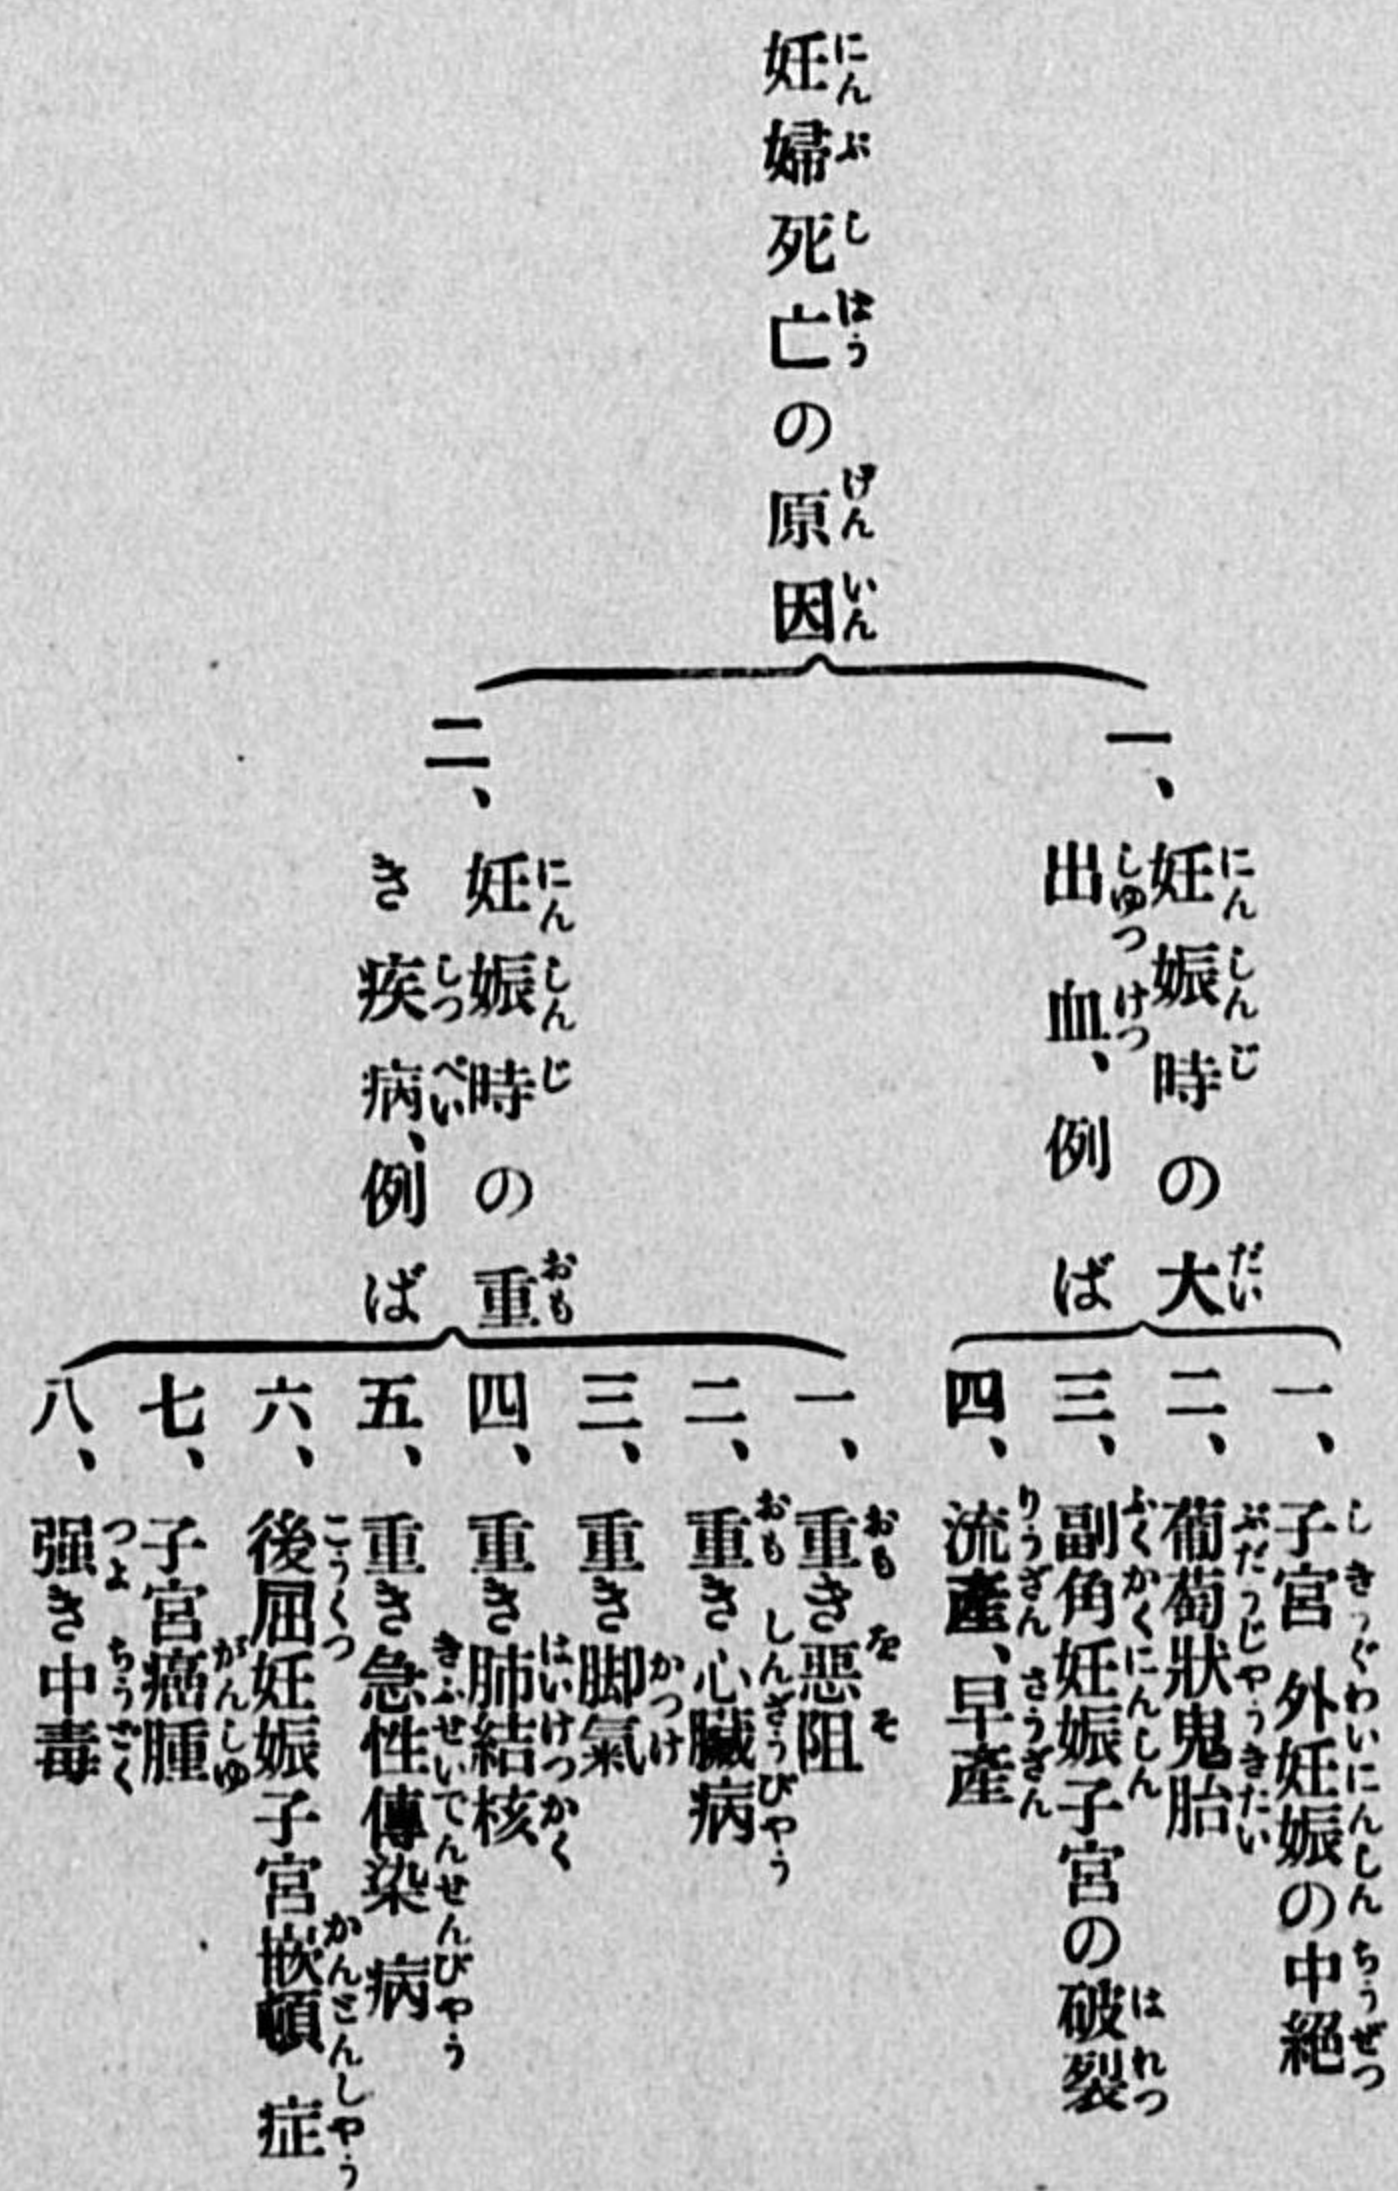 妊婦死亡の原因
一、
妊娠時の大
出血、例ば
一、子宮外妊娠の中絕
二、葡萄狀鬼胎
三、副角妊娠子宮の破裂
四、流產、早產
二、
妊娠時の重
き疾病、例ば
一、重き惡阻
二、重き心臟病
三、重き脚氣
四、重き肺結核
五、重き急性傳染病
六、後屈妊娠子宮嵌頓症
七、子宮癌腫
八、强き中毒